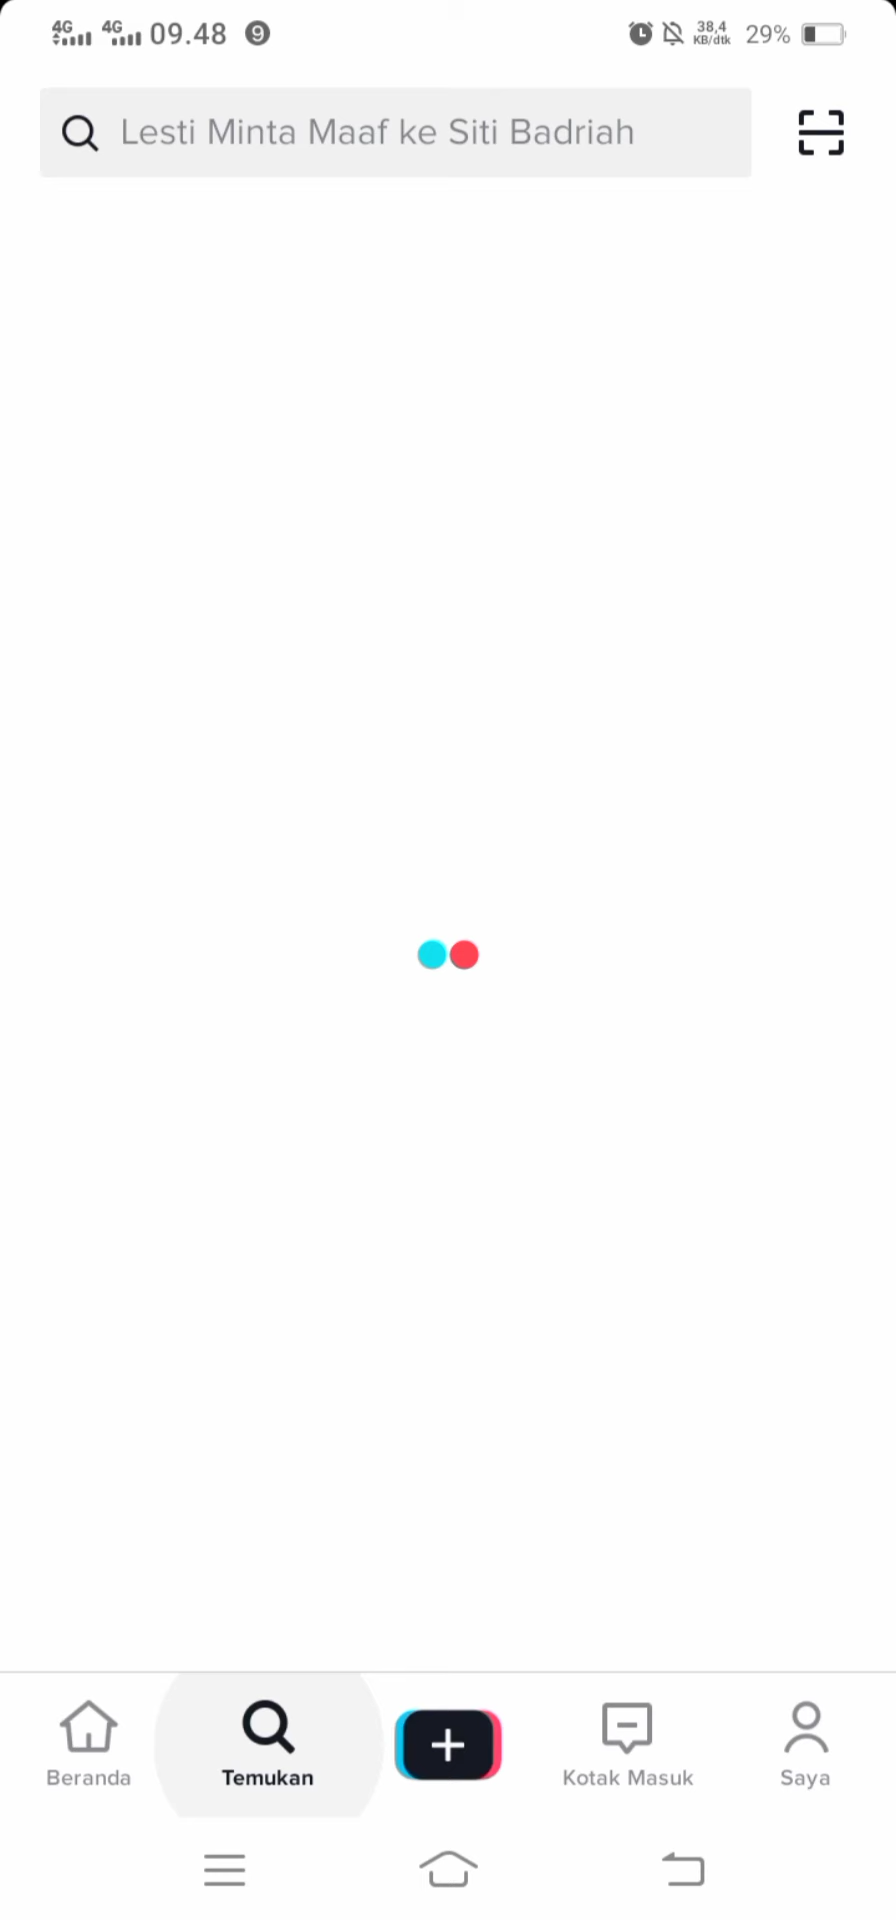 4G 4G 09.48 9 38,4 KB/dtk 29%
Lesti Minta Maaf ke Siti Badriah
Beranda Temukan Kotak Masuk Saya